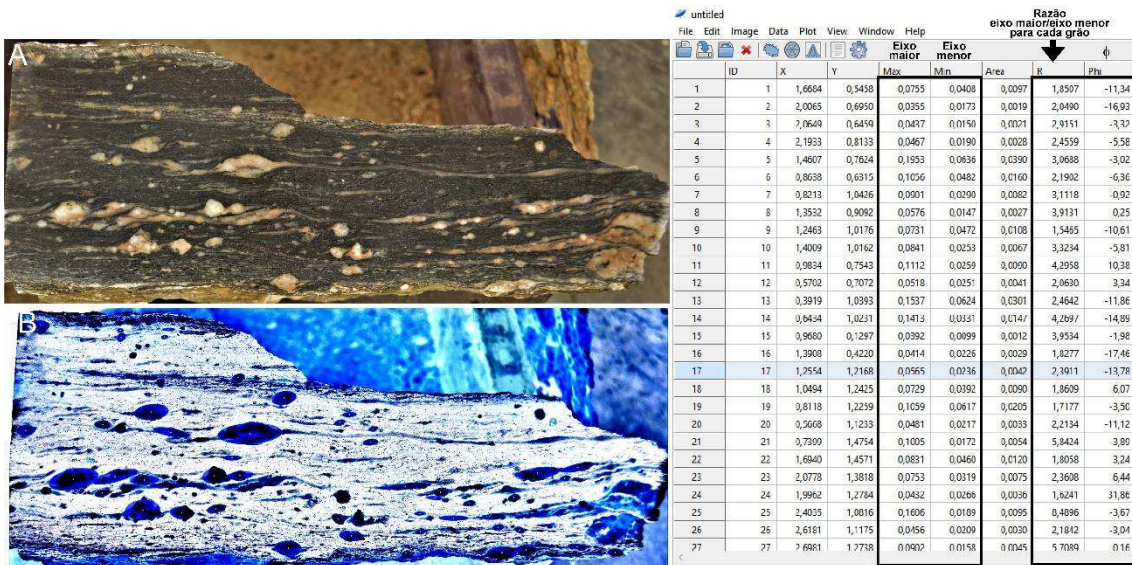 A
B
untitled
Razão
eixo maior/eixo menor
para cada grão
File Edit Image Data Plot View Window Help
Eixo maior Eixo menor ϕ
ID X Y Max Min Area R Phi
1 1 1,6684 0,5458 0,0755 0,0408 0,0097 1,8507 -11,34
2 2 2,0065 0,6950 0,0355 0,0173 0,0019 2,0490 -16,93
3 3 2,0649 0,6459 0,0437 0,0150 0,0021 2,9151 -3,32
4 4 2,1933 0,8133 0,0467 0,0190 0,0028 2,4559 -5,58
5 5 1,4607 0,7624 0,1953 0,0636 0,0390 3,0688 -3,02
6 6 0,8638 0,6315 0,1056 0,0482 0,0160 2,1902 -6,36
7 7 0,8213 1,0426 0,0901 0,0290 0,0082 3,1118 -0,92
8 8 1,3532 0,9092 0,0576 0,0147 0,0027 3,9131 0,25
9 9 1,2463 1,0176 0,0731 0,0472 0,0108 1,5465 -10,61
10 10 1,4009 1,0162 0,0841 0,0253 0,0067 3,3234 -5,81
11 11 0,9834 0,7543 0,1112 0,0259 0,0090 4,2958 10,38
12 12 0,5702 0,7072 0,0518 0,0251 0,0041 2,0630 3,34
13 13 0,3919 1,0393 0,1537 0,0624 0,0301 2,4642 -11,86
14 14 0,6434 1,0231 0,1413 0,0331 0,0147 4,2697 -14,89
15 15 0,9680 0,1297 0,0392 0,0099 0,0012 3,9534 -1,98
16 16 1,3908 0,4220 0,0414 0,0226 0,0029 1,8277 -17,46
17 17 1,2554 1,2168 0,0565 0,0236 0,0042 2,3911 -13,78
18 18 1,0494 1,2425 0,0729 0,0392 0,0090 1,8609 6,07
19 19 0,8118 1,2259 0,1059 0,0617 0,0205 1,7177 -3,50
20 20 0,5668 1,1233 0,0481 0,0217 0,0033 2,2134 -11,12
21 21 0,7399 1,4754 0,1005 0,0172 0,0054 5,8424 -3,89
22 22 1,6940 1,4571 0,0831 0,0460 0,0120 1,8058 3,24
23 23 2,0778 1,3818 0,0753 0,0319 0,0075 2,3608 6,44
24 24 1,9962 1,2784 0,0432 0,0266 0,0036 1,6241 31,86
25 25 2,4035 1,0816 0,1606 0,0189 0,0095 8,4896 -3,67
26 26 2,6181 1,1175 0,0456 0,0209 0,0030 2,1842 -3,04
27 27 2,6981 1,2738 0,0902 0,0158 0,0045 5,7089 0,16